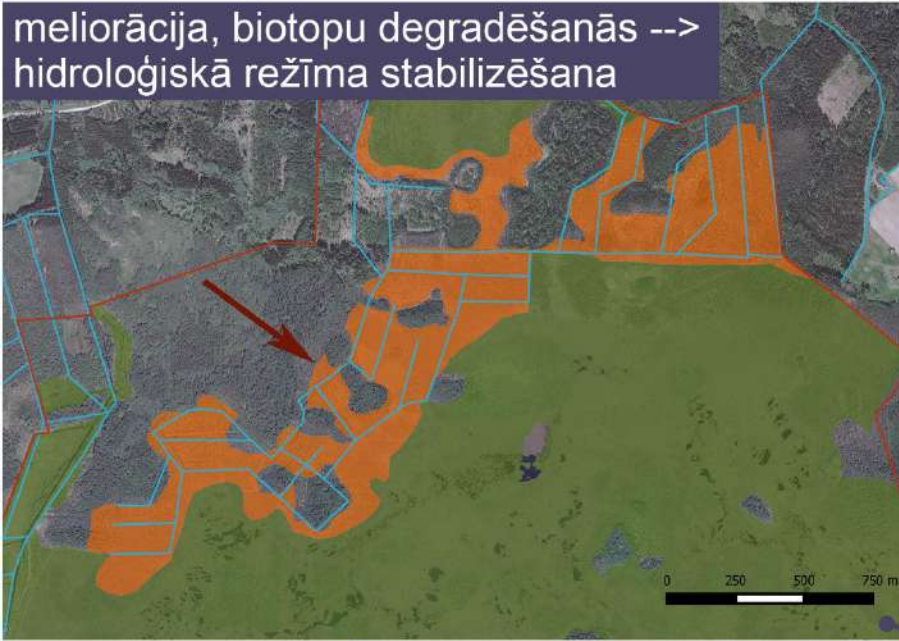 meliorācija, biotopu degradēšanās -->
hidroloģiskā režīma stabilizēšana
0 250 500 750 m